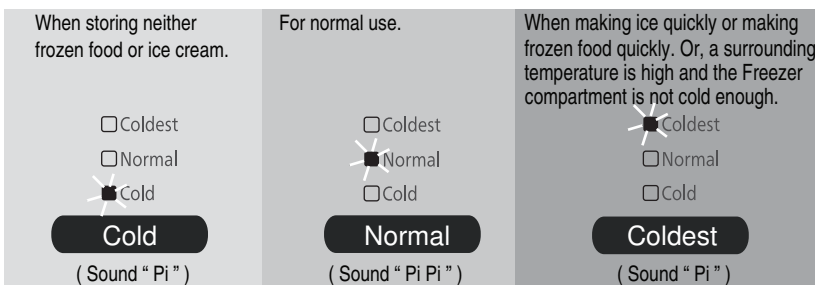 When storing neither
frozen food or ice cream.
Coldest
Normal
Cold
Cold
( Sound “ Pi ” )
For normal use.
Coldest
Normal
Cold
Normal
( Sound “ Pi Pi ” )
When making ice quickly or making
frozen food quickly. Or, a surrounding
temperature is high and the Freezer
compartment is not cold enough.
Coldest
Normal
Cold
Coldest
( Sound “ Pi ” )